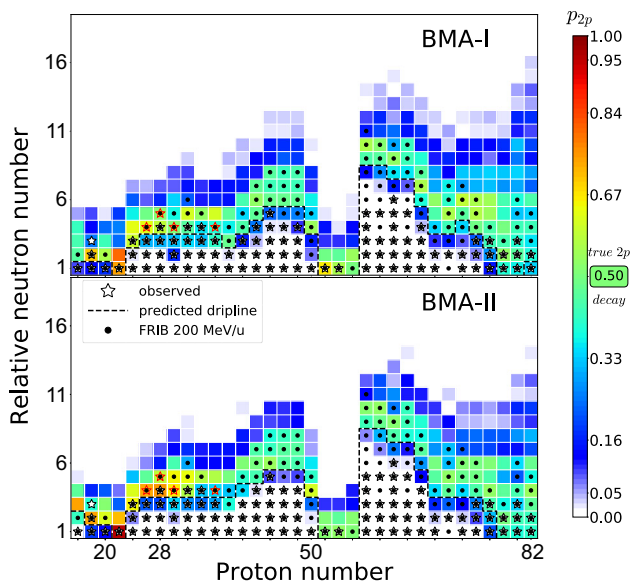 p2p
BMA-I
16
11
6
1
1.00
0.94
0.84
0.67
true 2p
0.50
decay
0.33
0.16
0.05
0.00
Relative neutron number
BMA-II
observed
predicted dripline
FRIB 200 MeV/u
16
11
6
1
20 28 50 82
Proton number